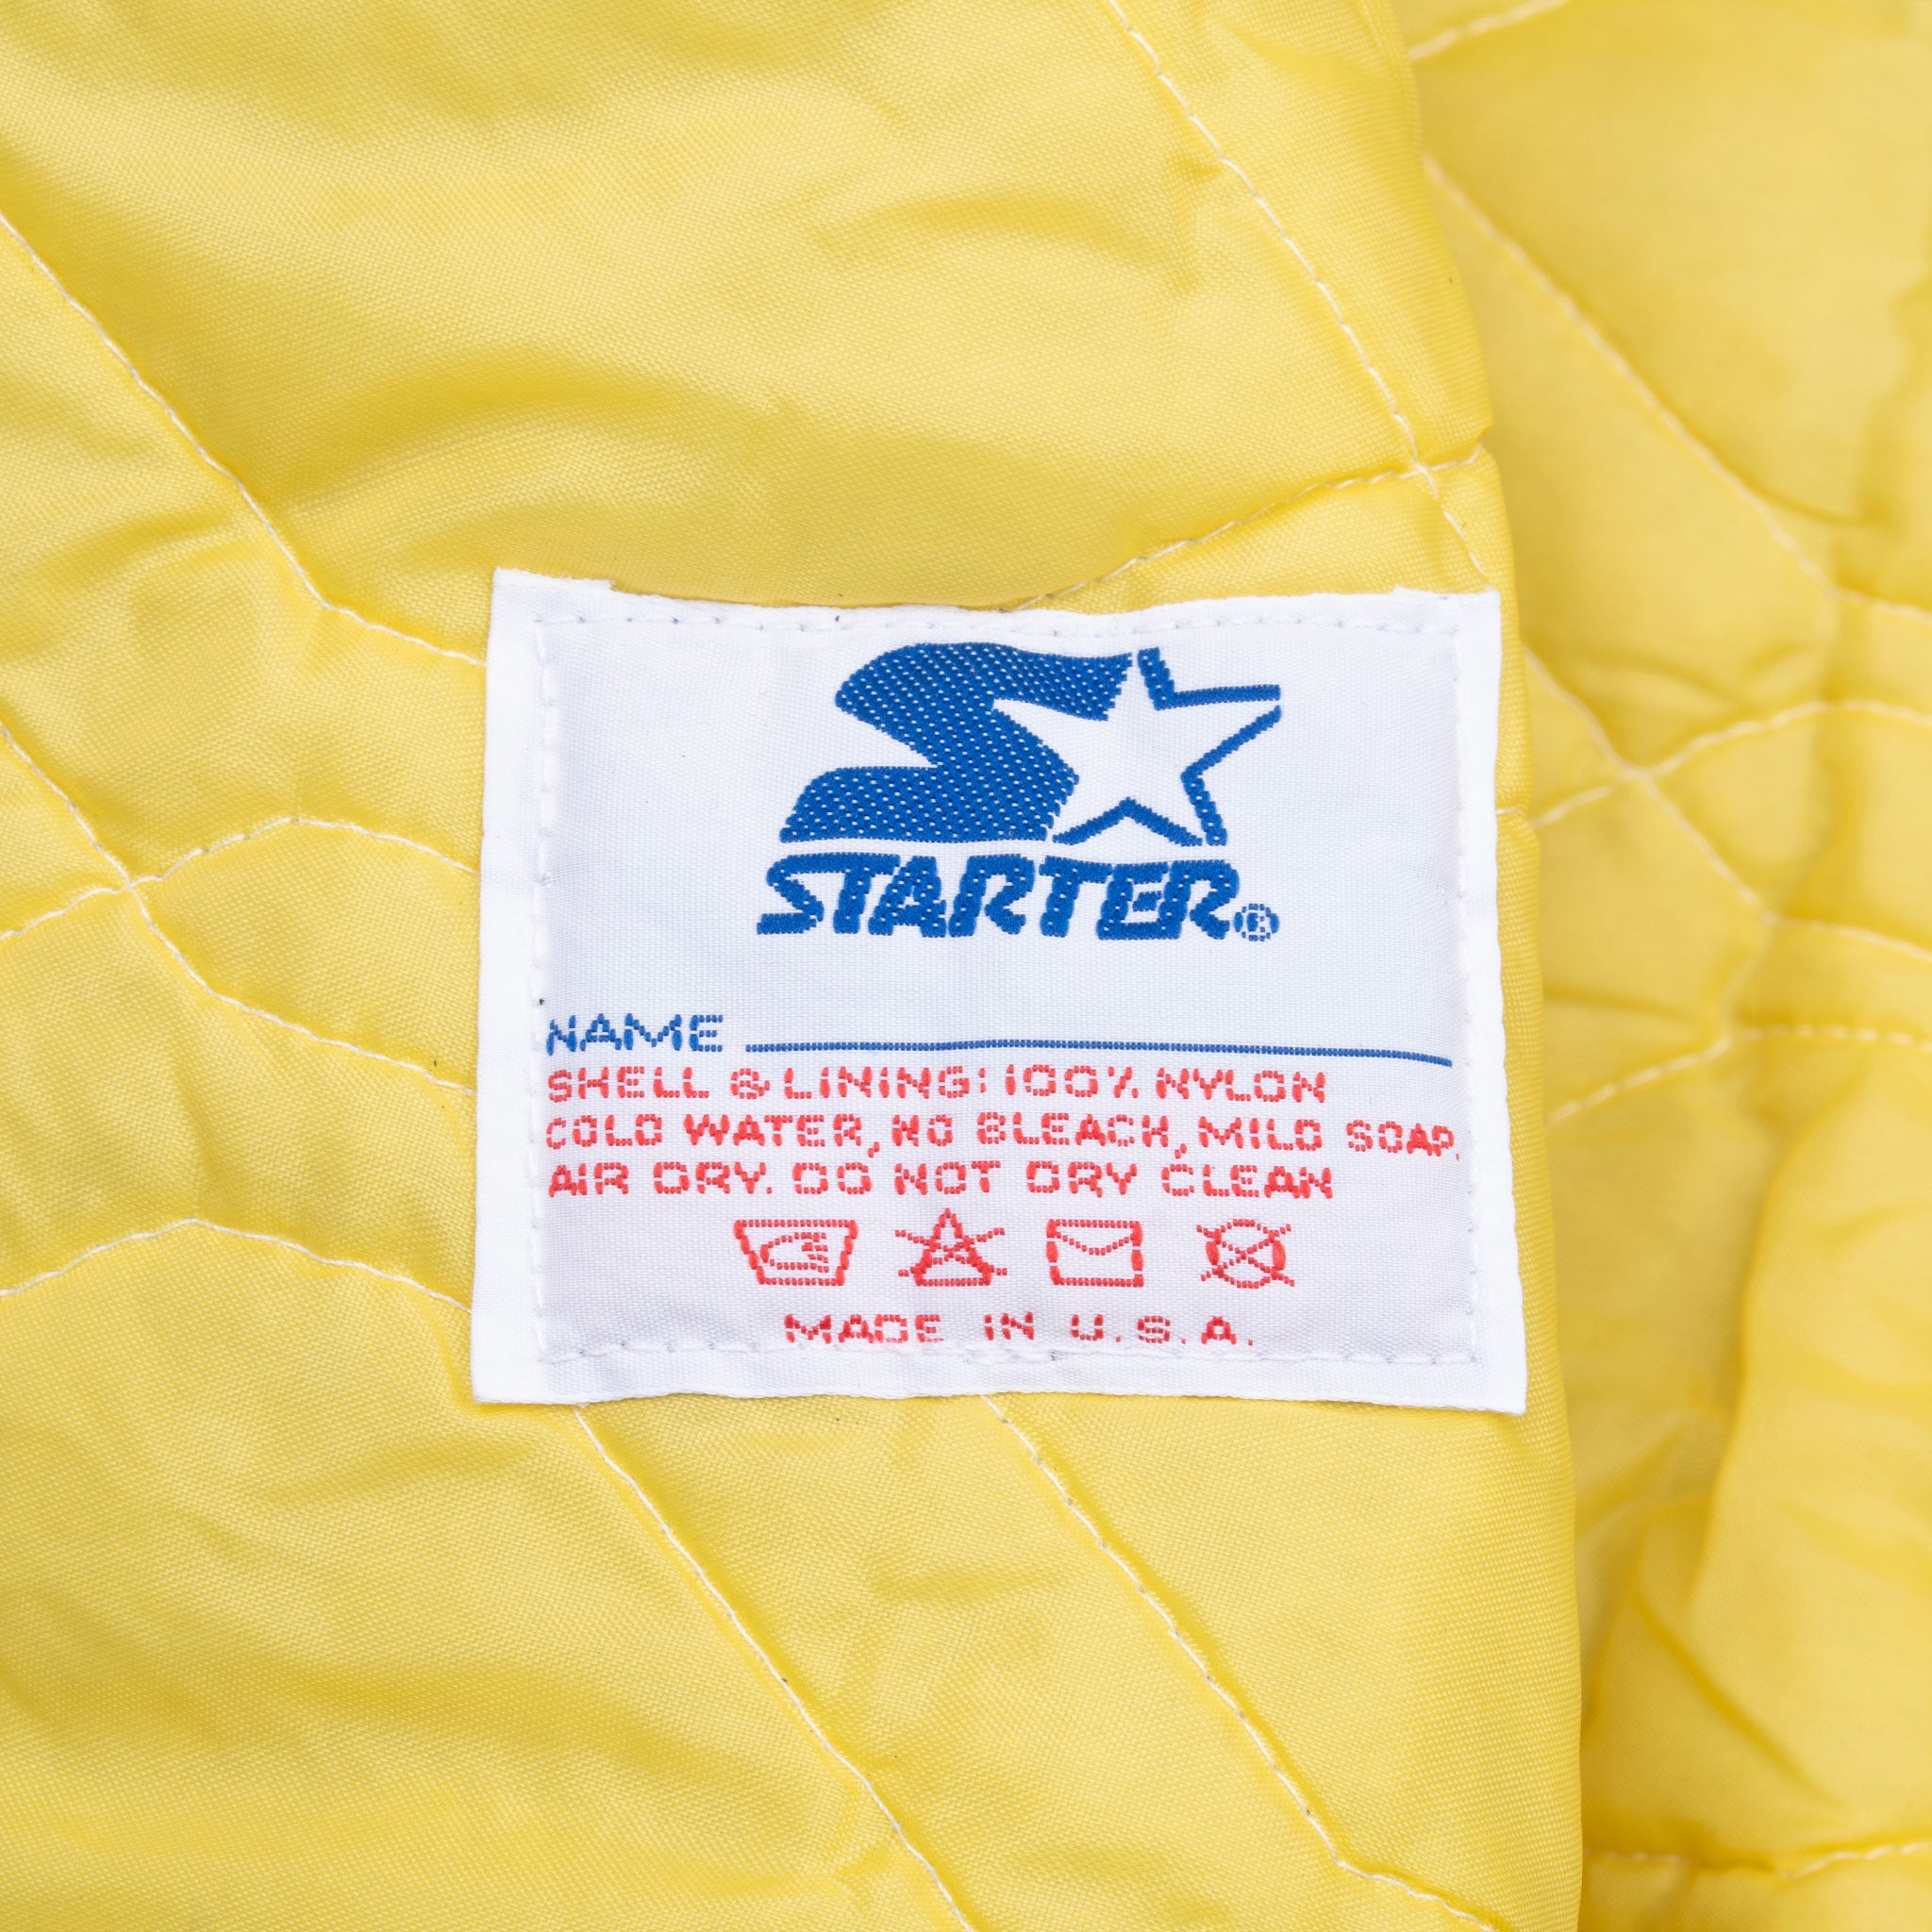 STARTER®
NAME
SHELL & LINING: 100% NYLON
COLD WATER, NO BLEACH, MILD SOAP.
AIR DRY. DO NOT DRY CLEAN
MADE IN U.S.A.